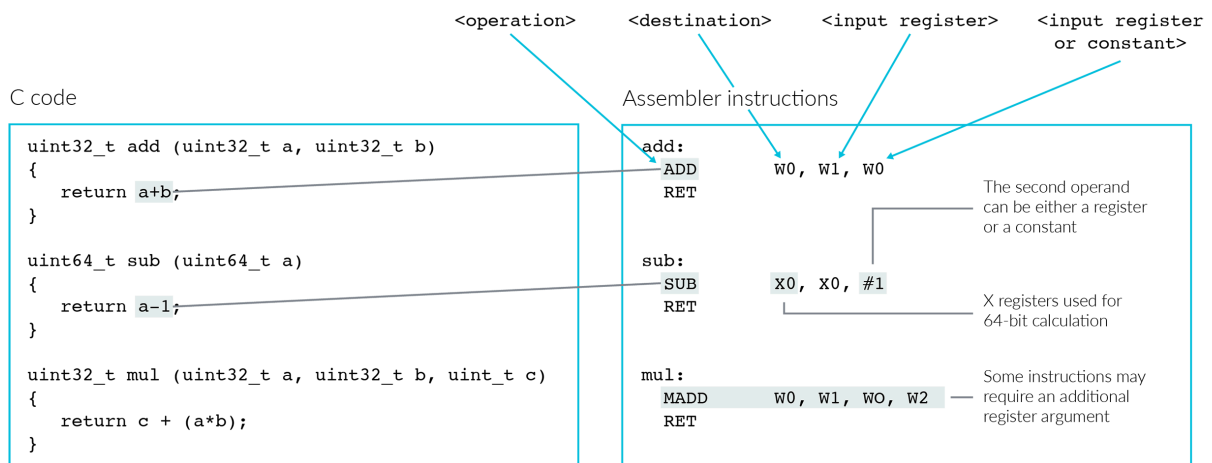 <operation> <destination> <input register> <input register
or constant>
C code
Assembler instructions
uint32_t add (uint32_t a, uint32_t b)
{
return a+b;
}
uint64_t sub (uint64_t a)
{
return a-1;
}
uint32_t mul (uint32_t a, uint32_t b, uint_t c)
{
return c + (a*b);
}
add:
ADD W0, W1, W0
RET
The second operand
can be either a register
or a constant
sub:
SUB X0, X0, #1
RET
X registers used for
64-bit calculation
mul:
MADD W0, W1, WO, W2
RET
Some instructions may
require an additional
register argument